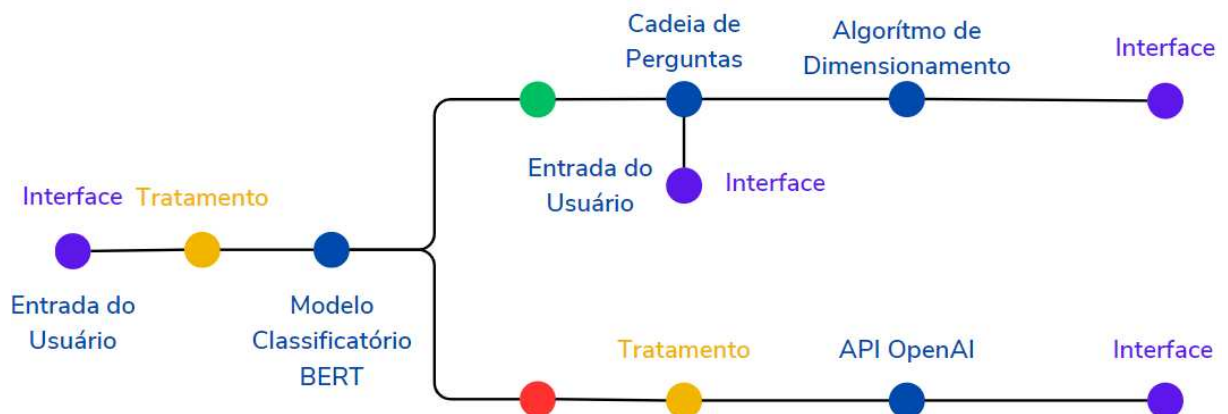 Cadeia de
Perguntas
Algorítmo de
Dimensionamento
Interface
Entrada do
Usuário
Interface
Interface
Tratamento
Entrada do
Usuário
Modelo
Classificatório
BERT
Tratamento
API OpenAI
Interface